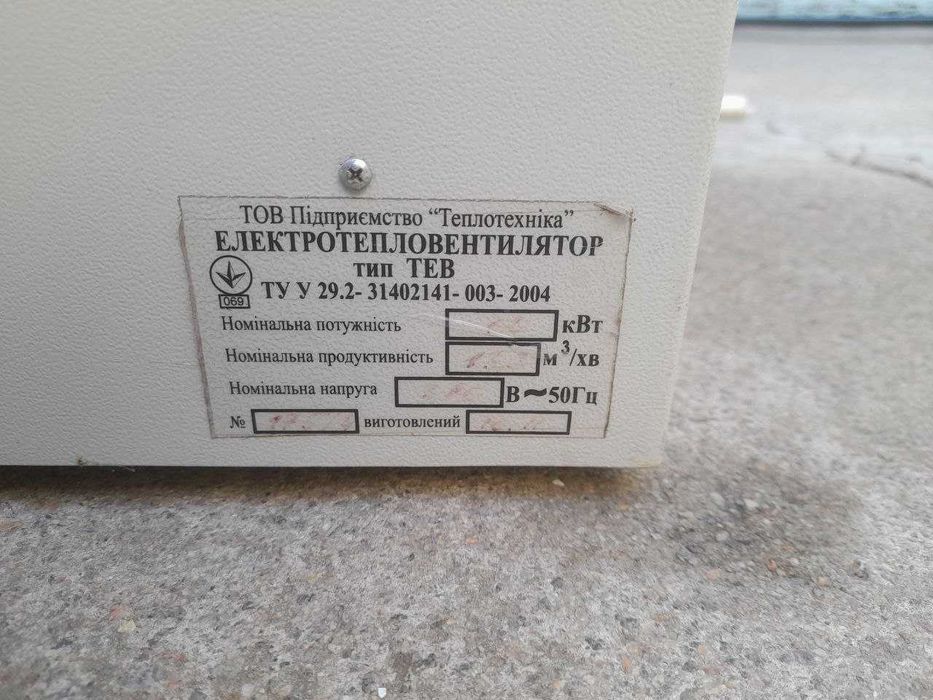 ТОВ Підприємство “Теплотехніка”
ЕЛЕКТРОТЕПЛОВЕНТИЛЯТОР
тип ТЕВ
069
ТУ У 29.2- 31402141- 003- 2004
Номінальна потужність кВт
Номінальна продуктивність м³/хв
Номінальна напруга В ~ 50Гц
№ виготовлений